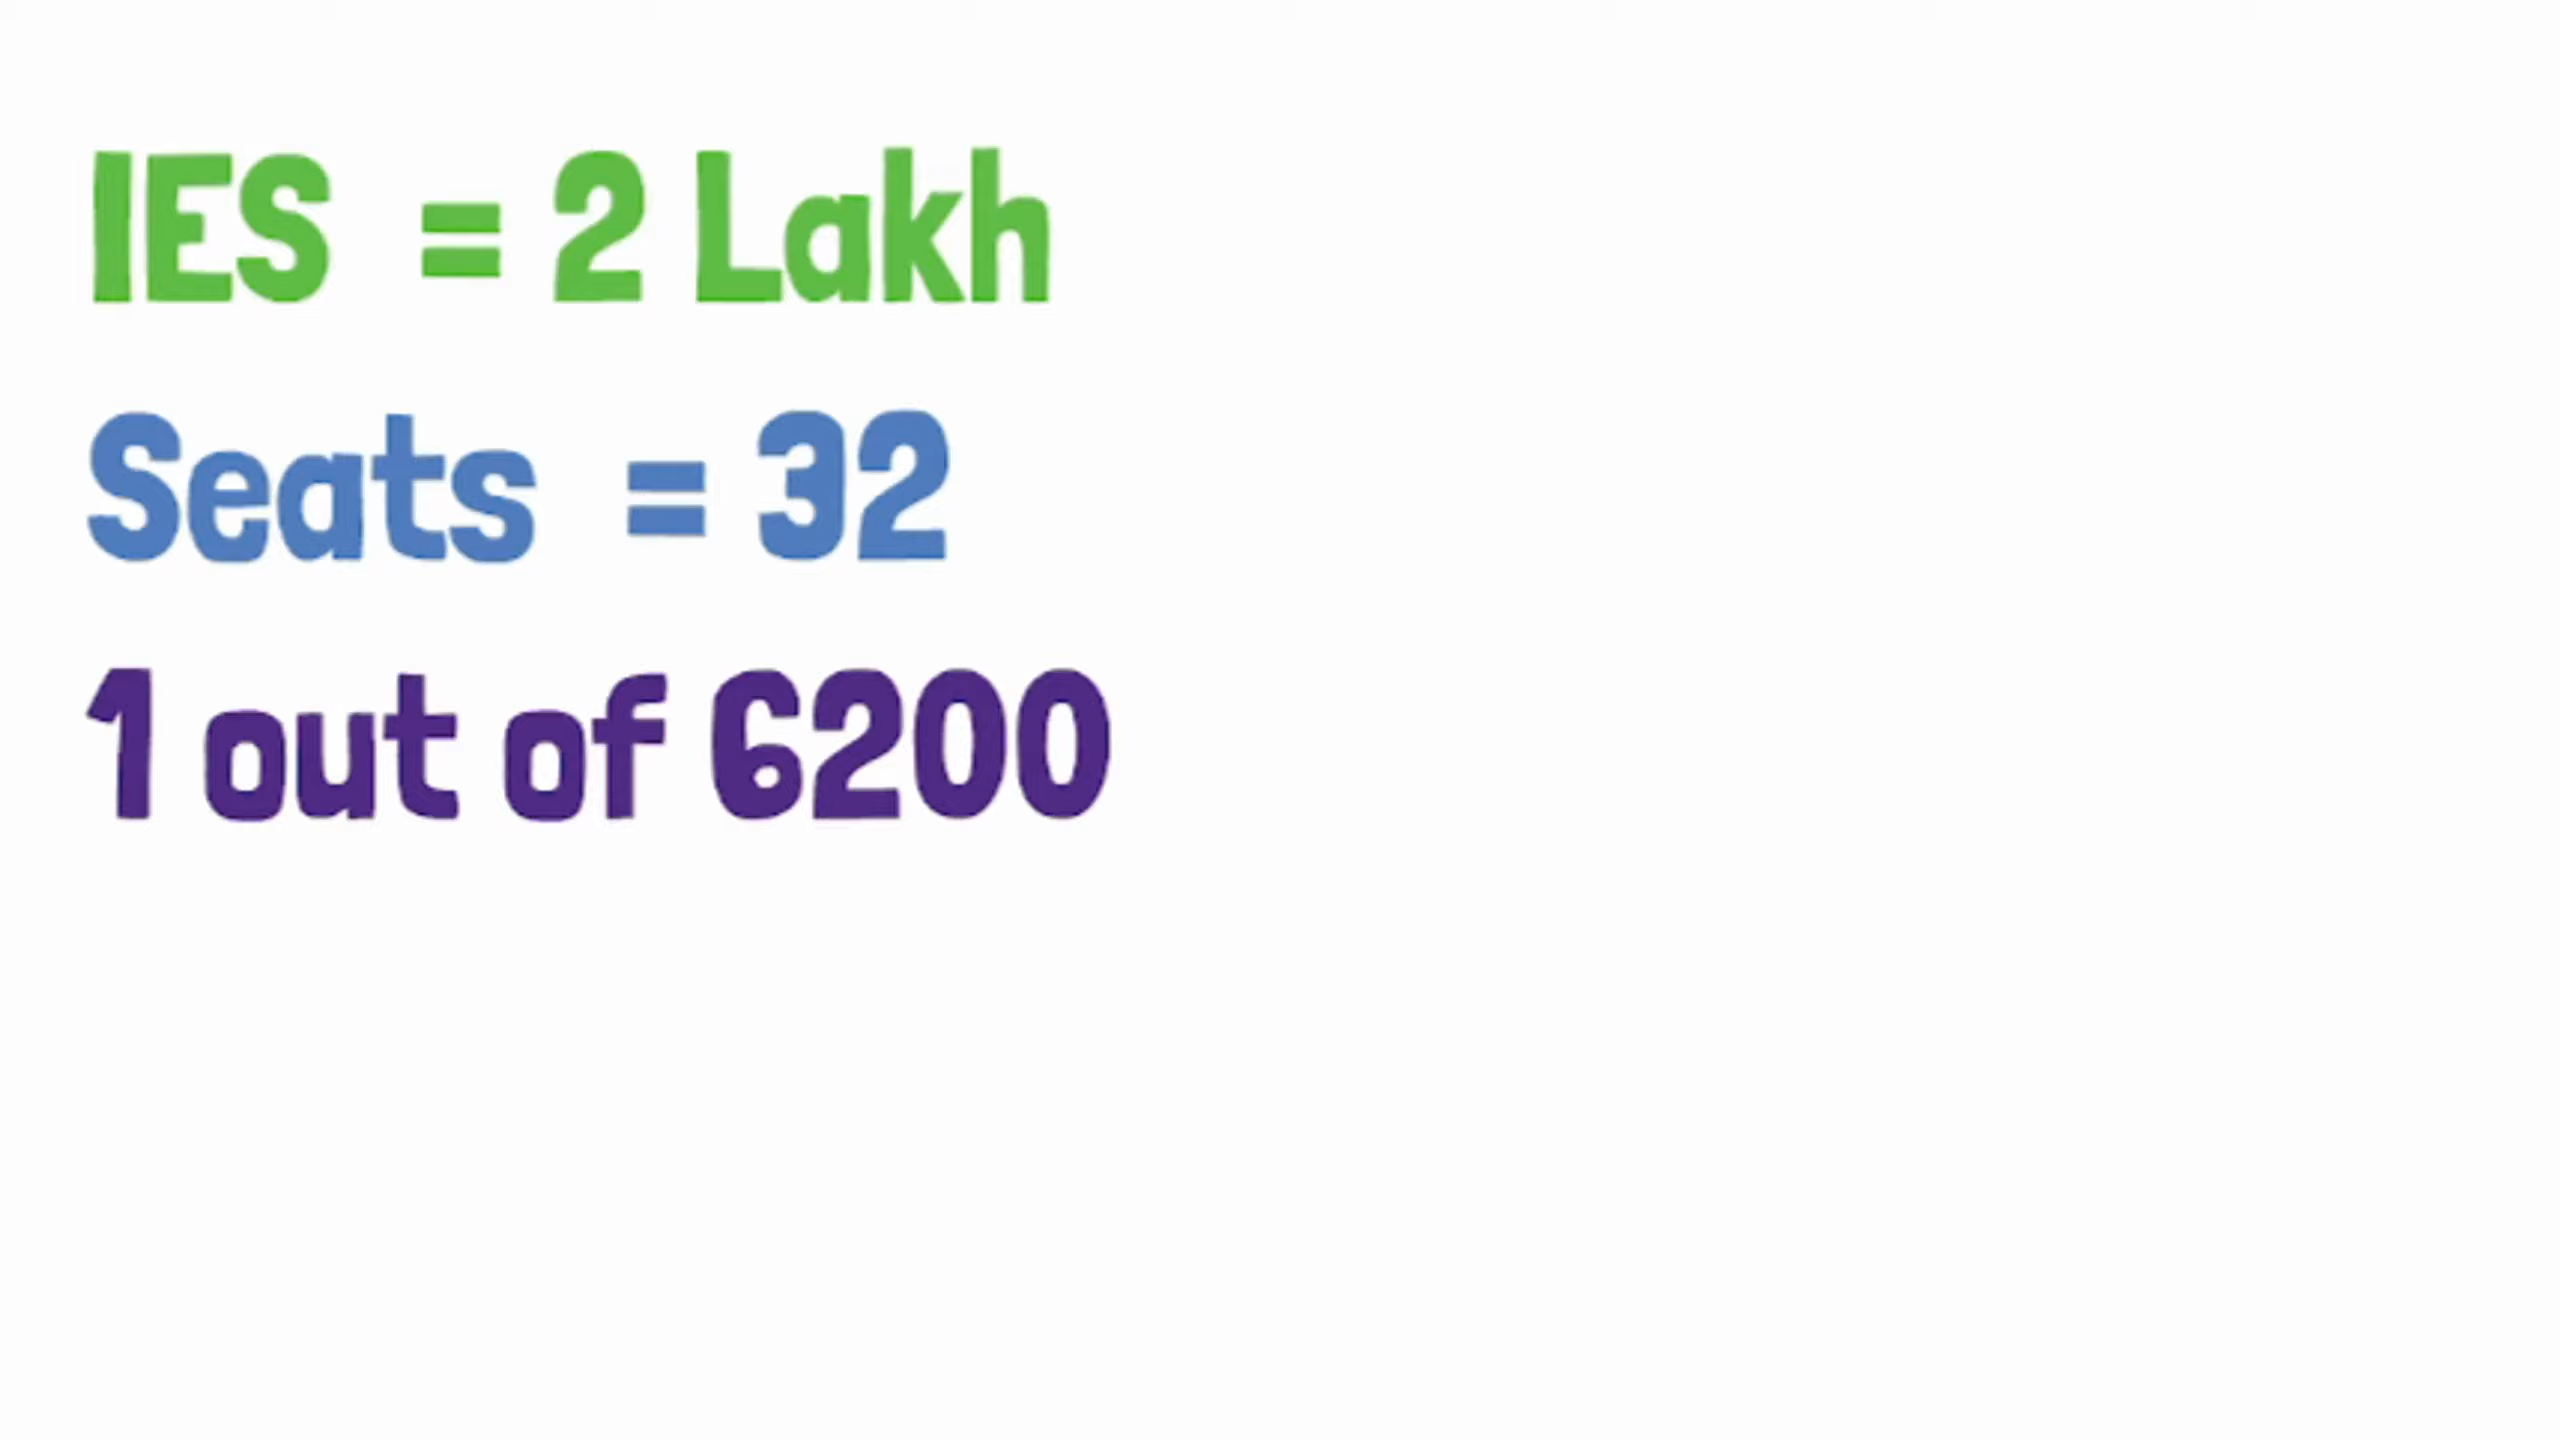 IES = 2 Lakh
Seats = 32
1 out of 6200